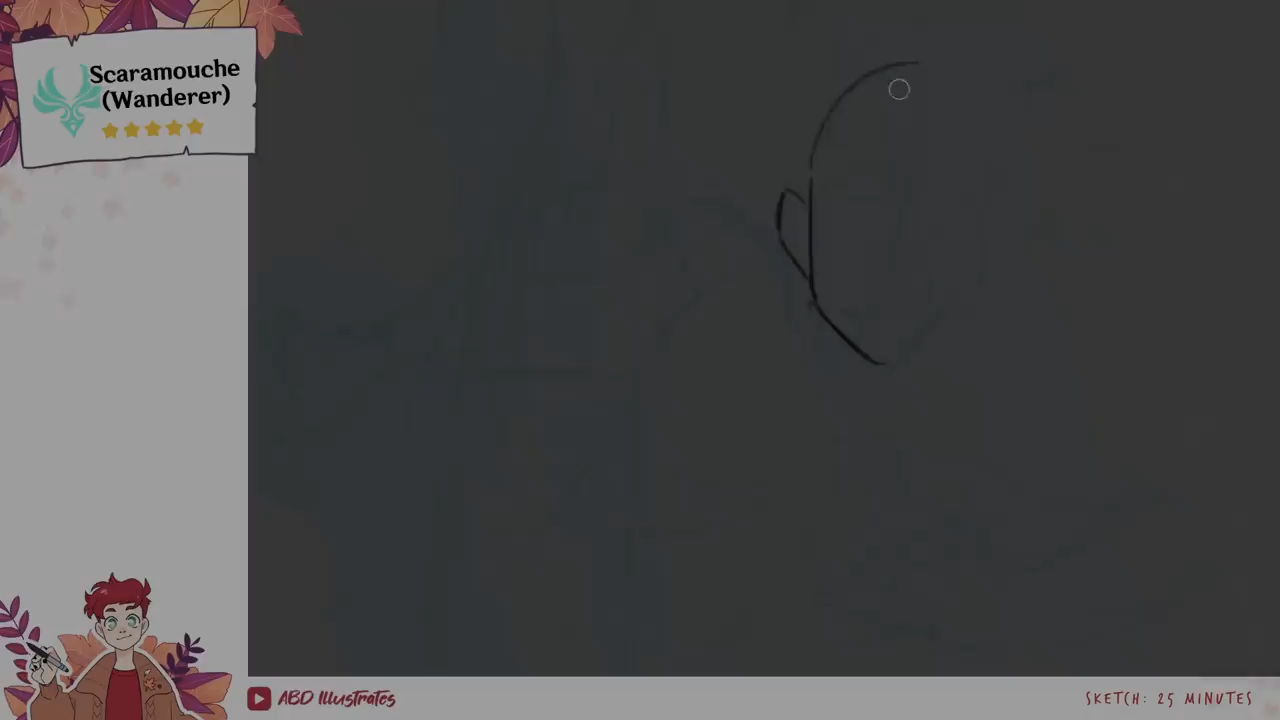 Scaramouche
(Wanderer)
ABD Illustrates
SKETCH: 25 MINUTES